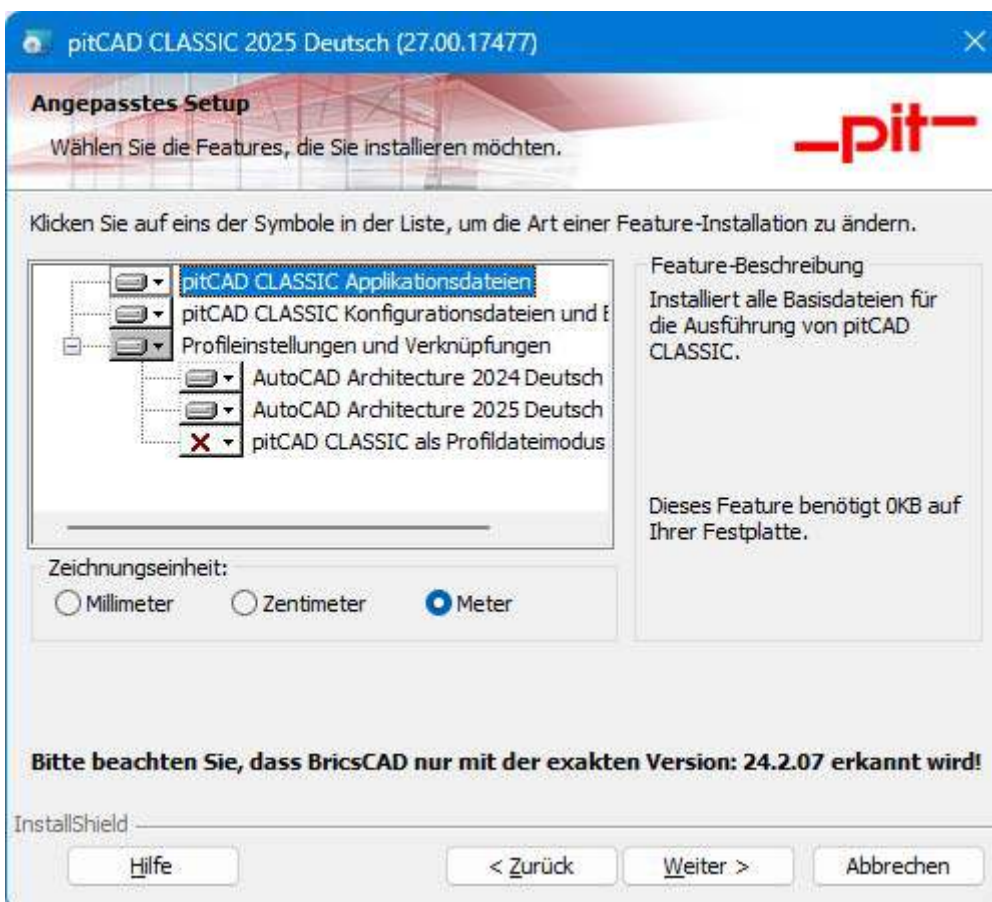 pitCAD CLASSIC 2025 Deutsch (27.00.17477)
Angepasstes Setup
Wählen Sie die Features, die Sie installieren möchten.
_pit
Klicken Sie auf eins der Symbole in der Liste, um die Art einer Feature-Installation zu ändern.
pitCAD CLASSIC Applikationsdateien
pitCAD CLASSIC Konfigurationsdateien und
Profileinstellungen und Verknüpfungen
AutoCAD Architecture 2024 Deutsch
AutoCAD Architecture 2025 Deutsch
pitCAD CLASSIC als Profildateimodus
Feature-Beschreibung
Installiert alle Basisdateien für
die Ausführung von pitCAD
CLASSIC.
Dieses Feature benötigt 0KB auf
Ihrer Festplatte.
Zeichnungseinheit:
Millimeter
Zentimeter
Meter
Bitte beachten Sie, dass BricsCAD nur mit der exakten Version: 24.2.07 erkannt wird!
InstallShield
Hilfe
< Zurück
Weiter >
Abbrechen